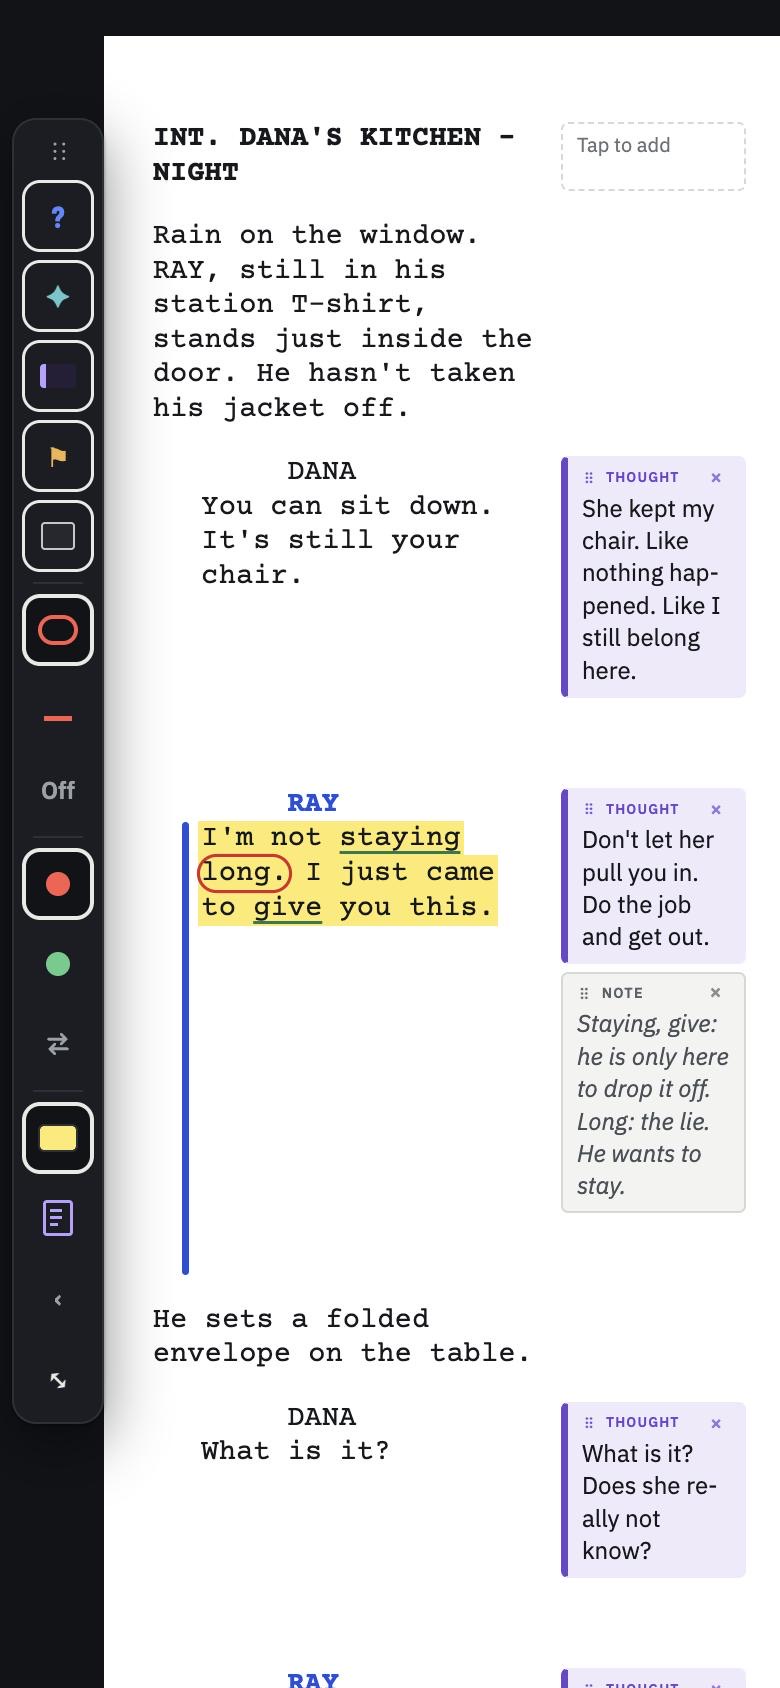 INT. DANA'S KITCHEN -
NIGHT
Tap to add
Rain on the window.
RAY, still in his
station T-shirt,
stands just inside the
door. He hasn't taken
his jacket off.
DANA
You can sit down.
It's still your
chair.
THOUGHT ×
She kept my
chair. Like
nothing hap-
pened. Like I
still belong
here.
?
Off
RAY
I'm not staying
long. I just came
to give you this.
THOUGHT ×
Don't let her
pull you in.
Do the job
and get out.
NOTE ×
Staying, give:
he is only here
to drop it off.
Long: the lie.
He wants to
stay.
He sets a folded
envelope on the table.
DANA
What is it?
THOUGHT ×
What is it?
Does she re-
ally not
know?
RAY
THOUGHT